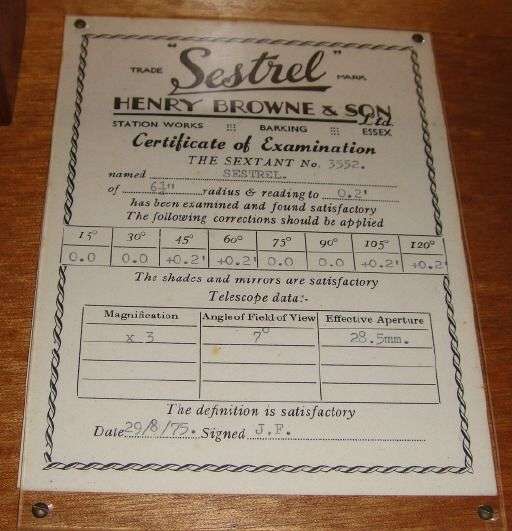 TRADE "Sestrel" MARK
HENRY BROWNE & SON Ltd
STATION WORKS ⁝⁝⁝ BARKING ⁝⁝⁝ ESSEX
Certificate of Examination
THE SEXTANT No. 3552.
named SESTREL.
of radius & reading to 0.2'
has been examined and found satisfactory
The following corrections should be applied
15° 30° 45° 60° 75° 90° 105° 120°
0.0 0.0 +0.2' +0.2' 0.0 0.0 +0.2' +0.2'
The shades and mirrors are satisfactory
Telescope data:-
Magnification Angle of Field of View Effective Aperture
x 3 7° 28.5mm.
The definition is satisfactory
Date 29/8/75. Signed J.F.